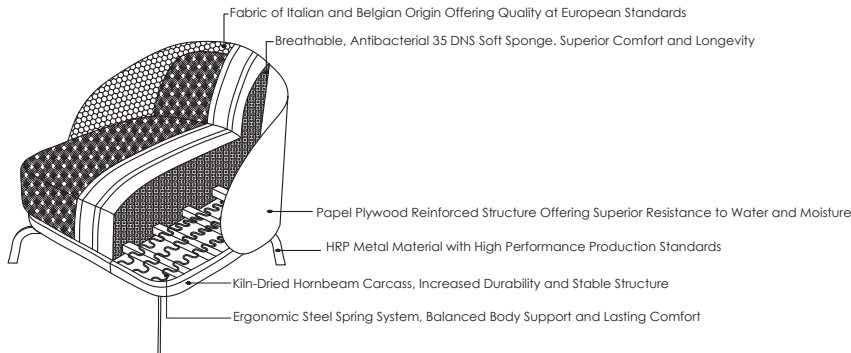 Fabric of Italian and Belgian Origin Offering Quality at European Standards
Breathable, Antibacterial 35 DNS Soft Sponge. Superior Comfort and Longevity
Papel Plywood Reinforced Structure Offering Superior Resistance to Water and Moisture
HRP Metal Material with High Performance Production Standards
Kiln-Dried Hornbeam Carcass, Increased Durability and Stable Structure
Ergonomic Steel Spring System, Balanced Body Support and Lasting Comfort